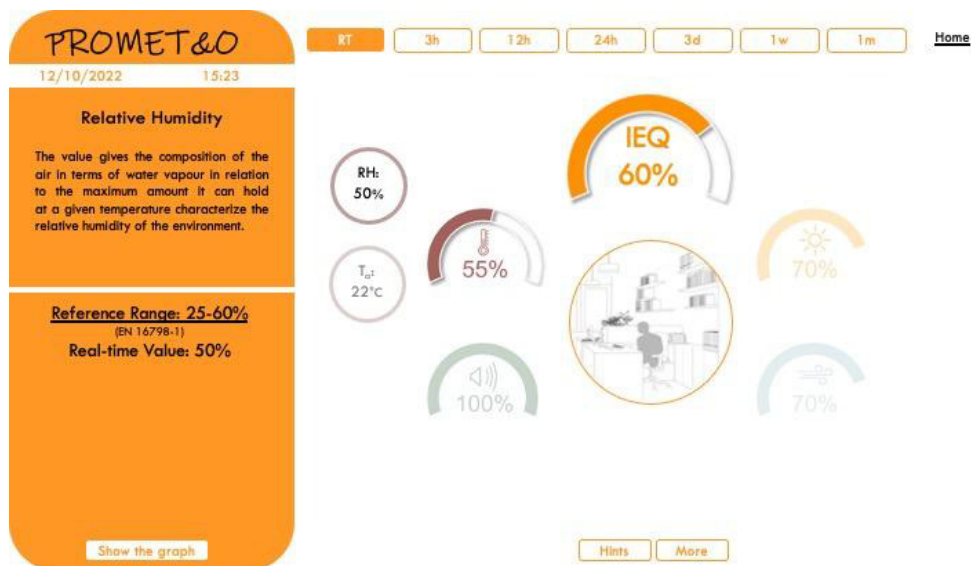 PROMET&O
12/10/2022 15:23
Relative Humidity
The value gives the composition of the
air in terms of water vapour in relation
to the maximum amount it can hold
at a given temperature characterize the
relative humidity of the environment.
Reference Range: 25-60%
(EN 16798-1)
Real-time Value: 50%
Show the graph
RT 3h 12h 24h 3d 1w 1m Home
IEQ
60%
RH:
50%
55%
70%
Ta:
22°C
100%
70%
Hints More